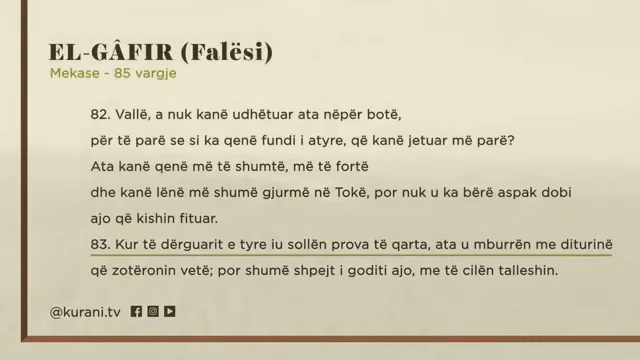 EL-GÂFIR (Falësi)
Mekase - 85 vargje
82. Vallë, a nuk kanë udhëtuar ata nëpër botë,
për të parë se si ka qenë fundi i atyre, që kanë jetuar më parë?
Ata kanë qenë më të shumtë, më të fortë
dhe kanë lënë më shumë gjurmë në Tokë, por nuk u ka bërë aspak dobi
ajo që kishin fituar.
83. Kur të dërguarit e tyre iu sollën prova të qarta, ata u mburrën me diturinë
që zotëronin vetë; por shumë shpejt i goditi ajo, me të cilën talleshin.
@kurani.tv